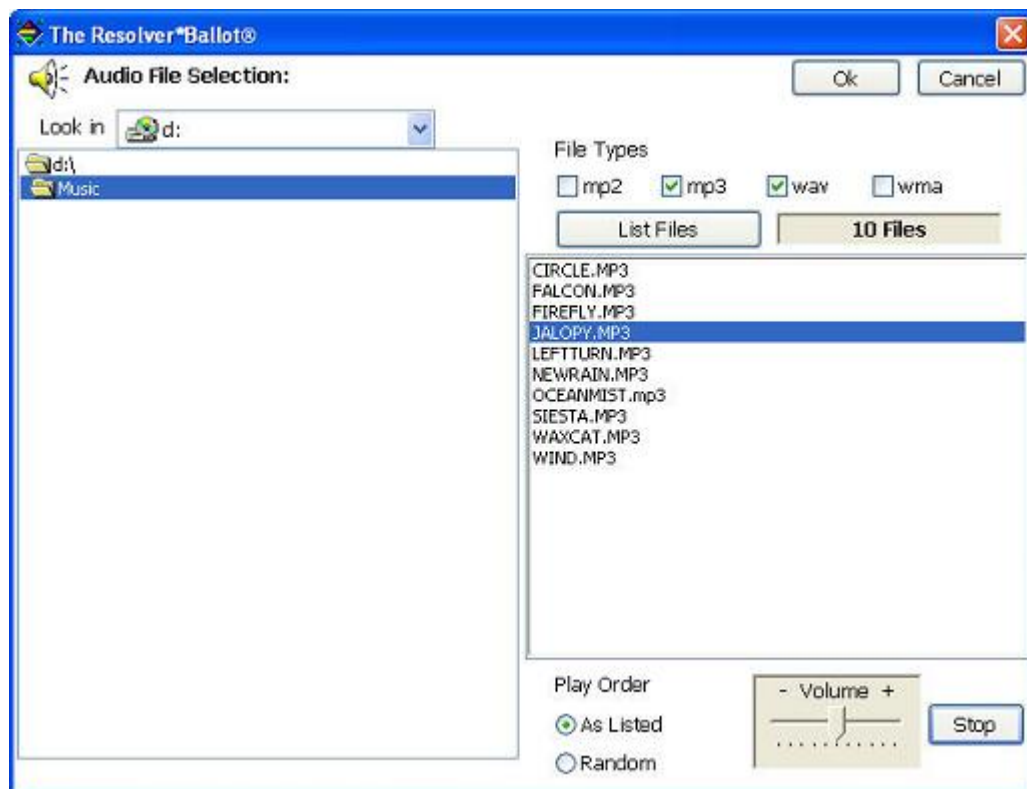 The Resolver*Ballot®
Audio File Selection:
Ok
Cancel
Look in
d:
d:\
Music
File Types
mp2
mp3
wav
wma
List Files
10 Files
CIRCLE.MP3
FALCON.MP3
FIREFLY.MP3
JALOPY.MP3
LEFTTURN.MP3
NEWRAIN.MP3
OCEANMIST.mp3
SIESTA.MP3
WAXCAT.MP3
WIND.MP3
Play Order
As Listed
Random
- Volume +
Stop